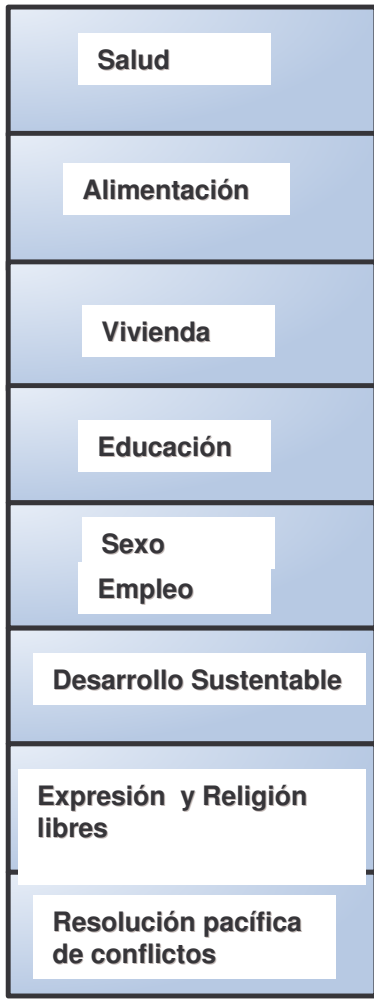 Salud
Alimentación
Vivienda
Educación
Sexo
Empleo
Desarrollo Sustentable
Expresión y Religión
libres
Resolución pacífica
de conflictos